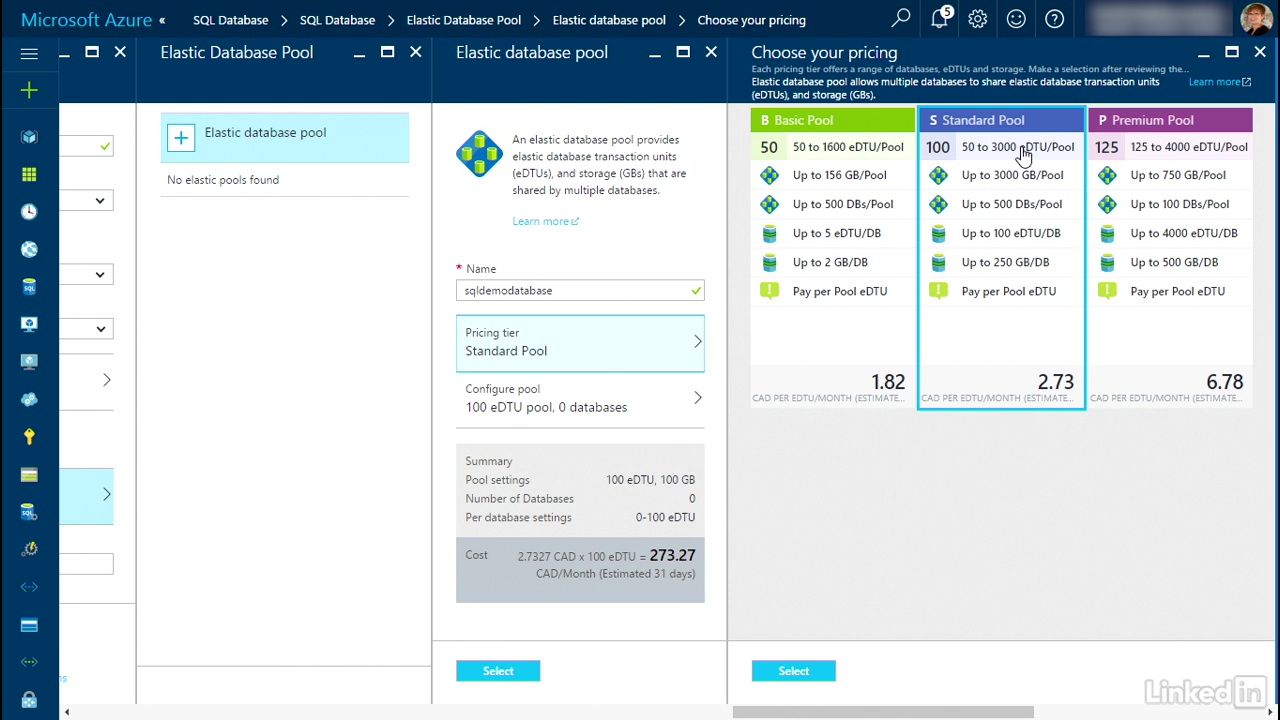 Microsoft Azure «
SQL Database > SQL Database > Elastic Database Pool > Elastic database pool > Choose your pricing
5
Elastic Database Pool
Elastic database pool
No elastic pools found
Elastic database pool
An elastic database pool provides
elastic database transaction units
(eDTUs), and storage (GBs) that are
shared by multiple databases.
Learn more
* Name
sqldemodatabase
Pricing tier
Standard Pool
Configure pool
100 eDTU pool, 0 databases
Summary
Pool settings 100 eDTU, 100 GB
Number of Databases 0
Per database settings 0-100 eDTU
Cost 2.7327 CAD x 100 eDTU = 273.27
CAD/Month (Estimated 31 days)
Select
Choose your pricing
Each pricing tier offers a range of databases, eDTUs and storage. Make a selection after reviewing the...
Elastic database pool allows multiple databases to share elastic database transaction units
(eDTUs), and storage (GBs).
Learn more
B Basic Pool
50 50 to 1600 eDTU/Pool
Up to 156 GB/Pool
Up to 500 DBs/Pool
Up to 5 eDTU/DB
Up to 2 GB/DB
Pay per Pool eDTU
1.82
CAD PER EDTU/MONTH (ESTIMATE...
S Standard Pool
100 50 to 3000 eDTU/Pool
Up to 3000 GB/Pool
Up to 500 DBs/Pool
Up to 100 eDTU/DB
Up to 250 GB/DB
Pay per Pool eDTU
2.73
CAD PER EDTU/MONTH (ESTIMATE...
P Premium Pool
125 125 to 4000 eDTU/Pool
Up to 750 GB/Pool
Up to 100 DBs/Pool
Up to 4000 eDTU/DB
Up to 500 GB/DB
Pay per Pool eDTU
6.78
CAD PER EDTU/MONTH (ESTIMATE...
Select
SQL
SQL
ns
LinkedIn